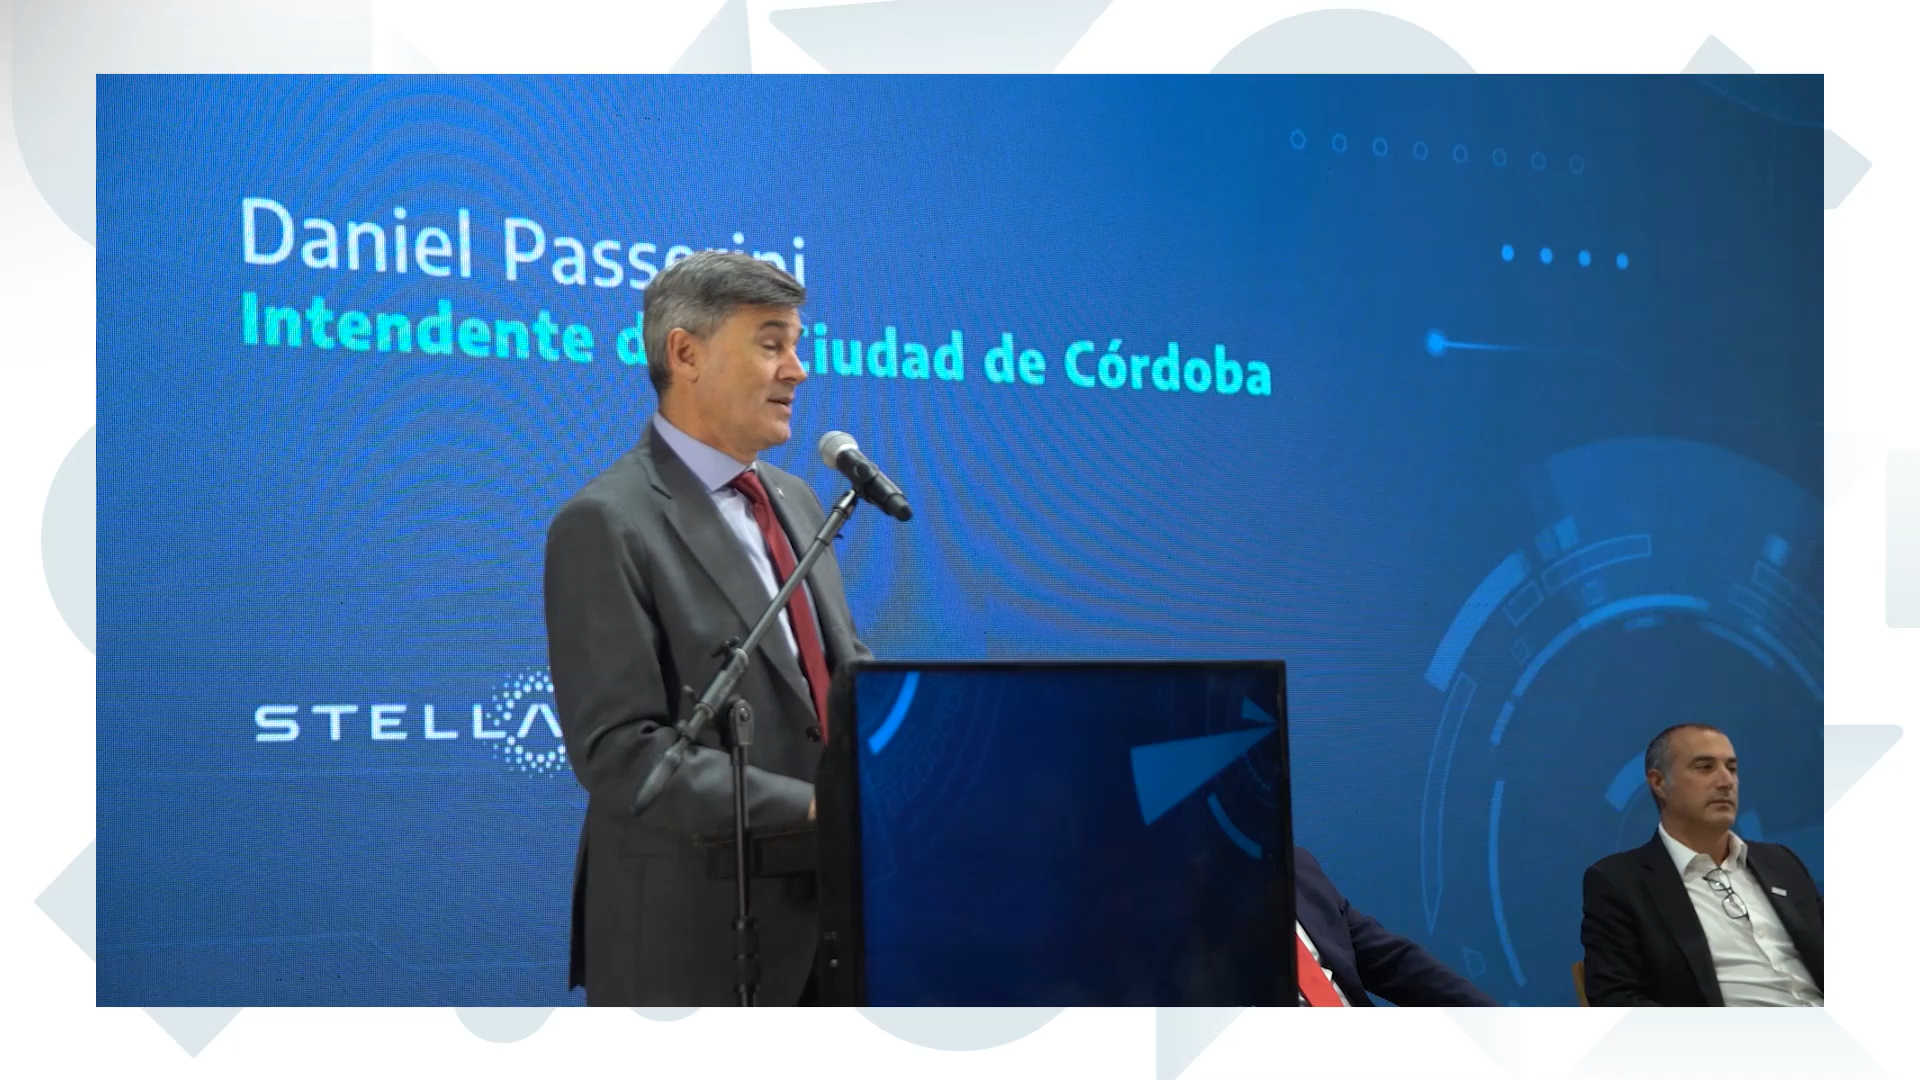 Daniel Passerini
Intendente de la Ciudad de Córdoba
STELLA